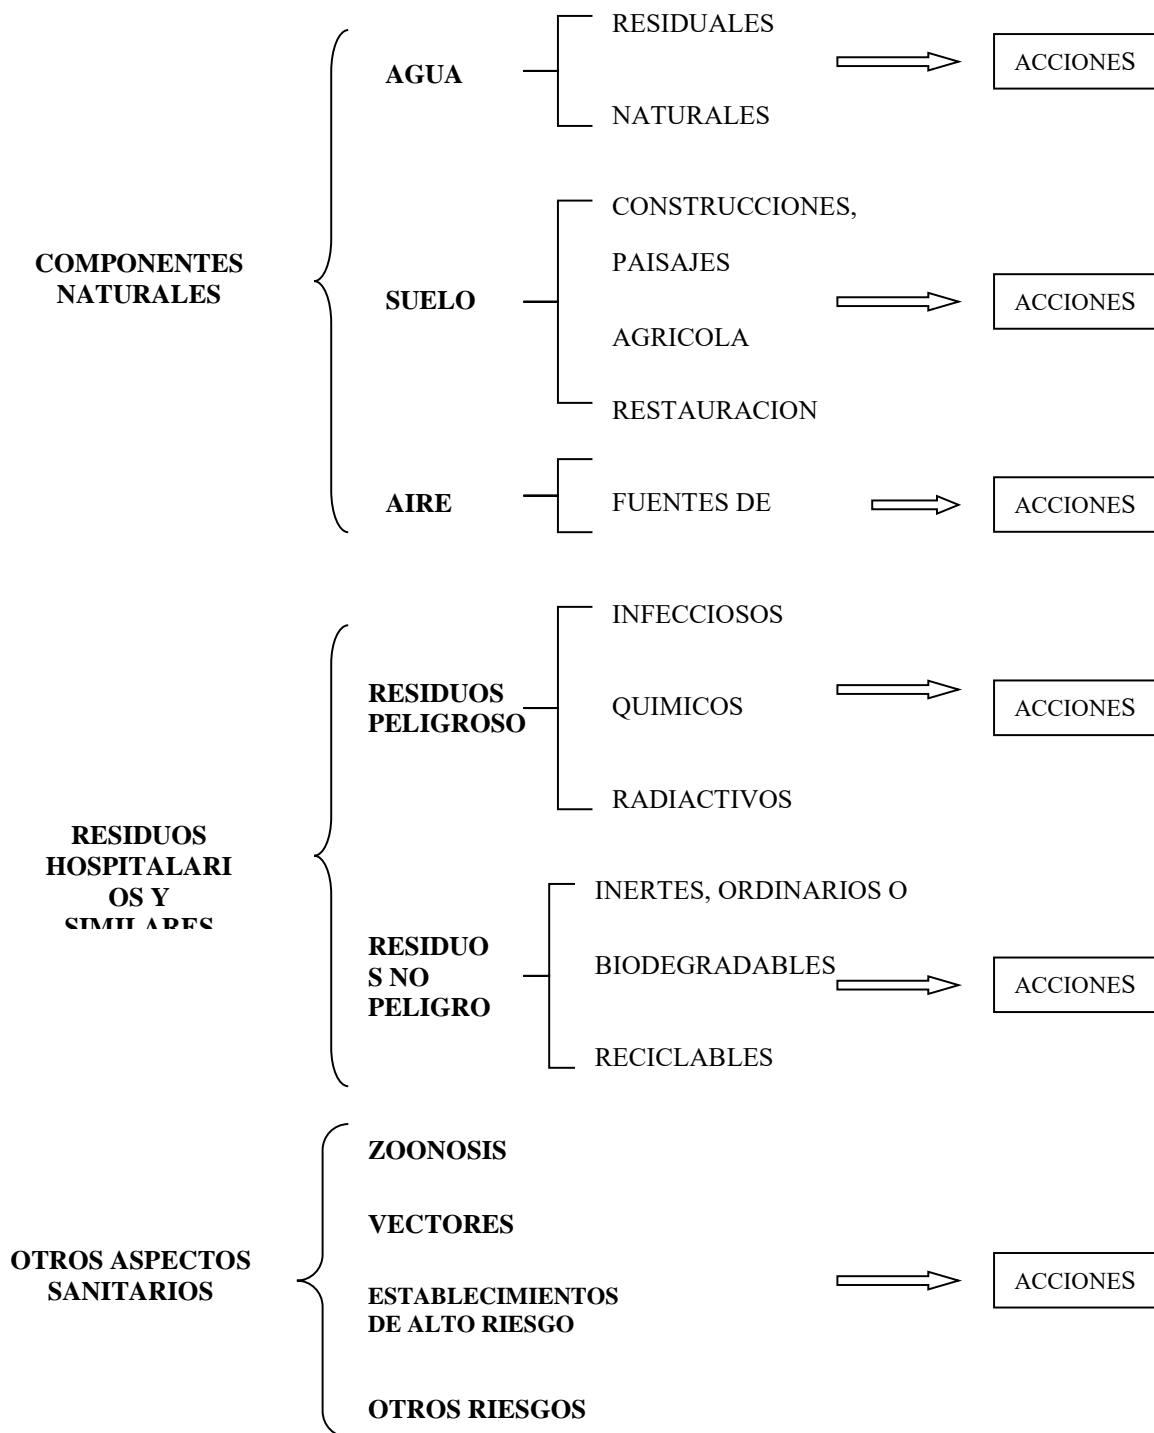 RESIDUALES
AGUA
NATURALES
ACCIONES
COMPONENTES
NATURALES
CONSTRUCCIONES,
PAISAJES
SUELO
AGRICOLA
RESTAURACION
ACCIONES
AIRE
FUENTES DE
ACCIONES
RESIDUOS
HOSPITALARI
OS Y
SIMILARES
RESIDUOS
PELIGROSO
INFECCIOSOS
QUIMICOS
RADIACTIVOS
ACCIONES
RESIDUO
S NO
PELIGRO
INERTES, ORDINARIOS O
BIODEGRADABLES
RECICLABLES
ACCIONES
OTROS ASPECTOS
SANITARIOS
ZOONOSIS
VECTORES
ESTABLECIMIENTOS
DE ALTO RIESGO
OTROS RIESGOS
ACCIONES